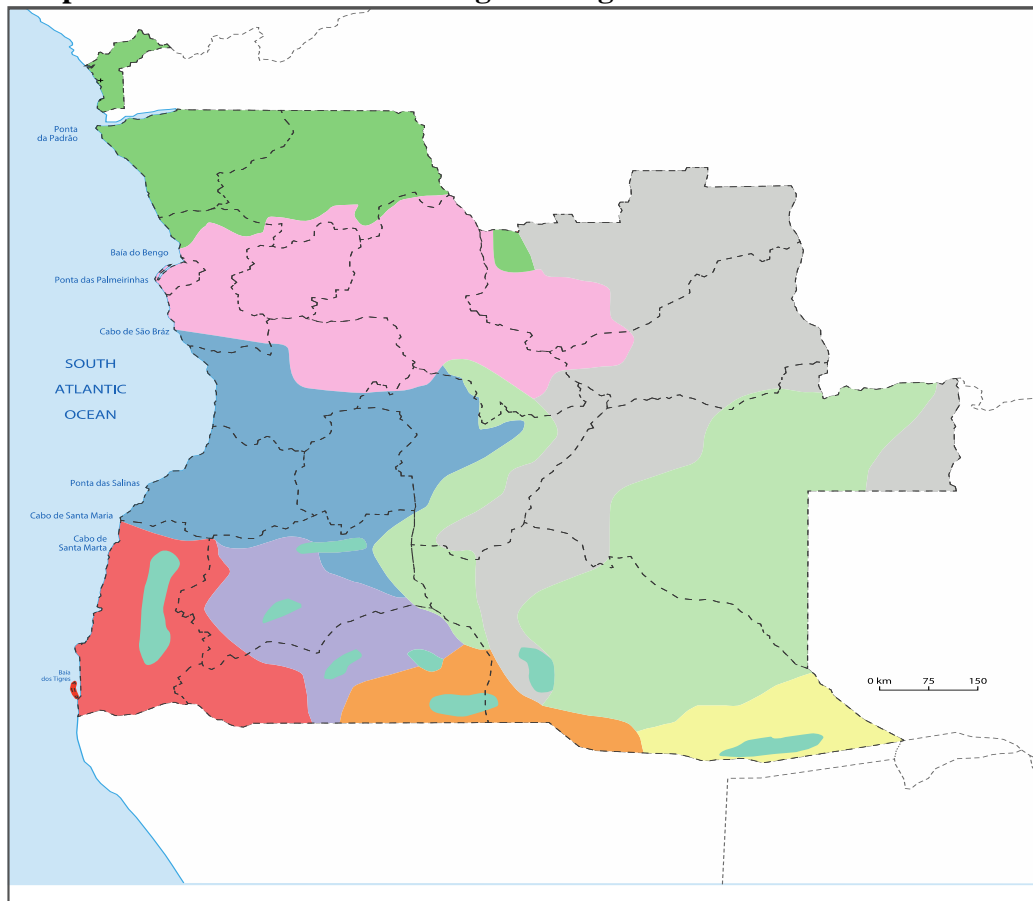 Ponta
da Padrão
Baía do Bengo
Ponta das Palmeirinhas
Cabo de São Bráz
SOUTH
ATLANTIC
OCEAN
Ponta das Salinas
Cabo de Santa Maria
Cabo de
Santa Marta
Baía
dos Tigres
0 km 75 150